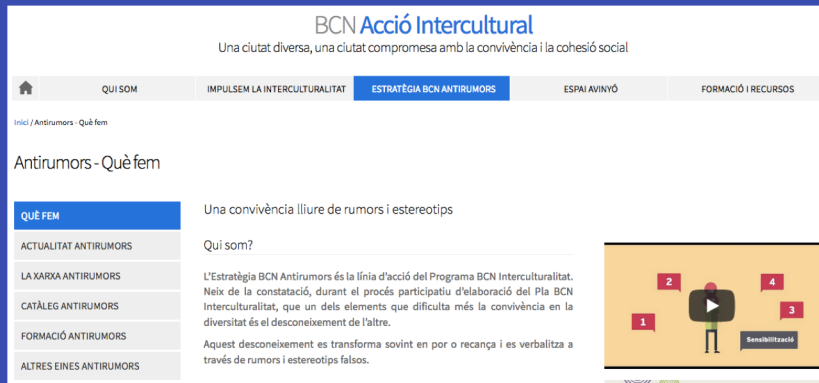 BCN Acció Intercultural
Una ciutat diversa, una ciutat compromesa amb la convivència i la cohesió social
QUI SOM
IMPULSEM LA INTERCULTURALITAT
ESTRATÈGIA BCN ANTIRUMORS
ESPAI AVINYÓ
FORMACIÓ I RECURSOS
Inici / Antirumors - Què fem
Antirumors - Què fem
QUÈ FEM
ACTUALITAT ANTIRUMORS
LA XARXA ANTIRUMORS
CATÀLEG ANTIRUMORS
FORMACIÓ ANTIRUMORS
ALTRES EINES ANTIRUMORS
Una convivència lliure de rumors i estereotips
Qui som?
L'Estratègia BCN Antirumors és la línia d'acció del Programa BCN Interculturalitat.
Neix de la constatació, durant el procés participatiu d'elaboració del Pla BCN
Interculturalitat, que un dels elements que dificulta més la convivència en la
diversitat és el desconeixement de l'altre.
Aquest desconeixement es transforma sovint en por o recança i es verbalitza a
través de rumors i estereotips falsos.
2
4
1
3
Sensibilització